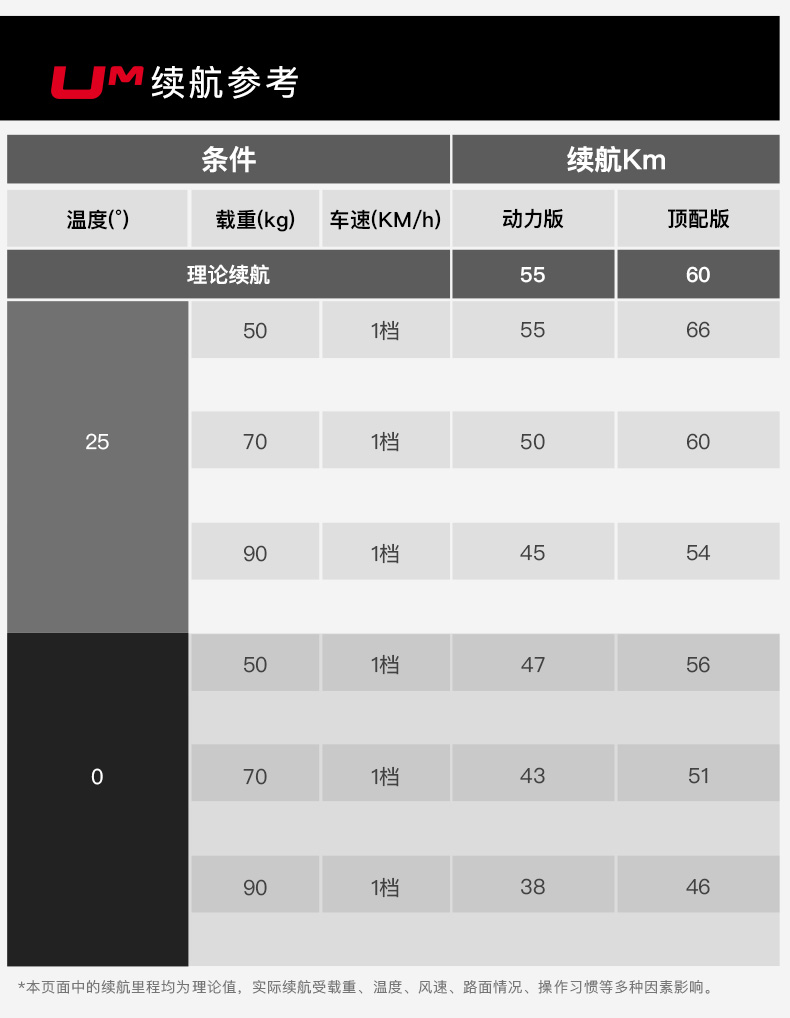 UM 续航参考
条件 续航Km
温度(°) 载重(kg) 车速(KM/h) 动力版 顶配版
理论续航 55 60
50 1档 55 66
25 70 1档 50 60
90 1档 45 54
50 1档 47 56
0 70 1档 43 51
90 1档 38 46
*本页面中的续航里程均为理论值，实际续航受载重、温度、风速、路面情况、操作习惯等多种因素影响。